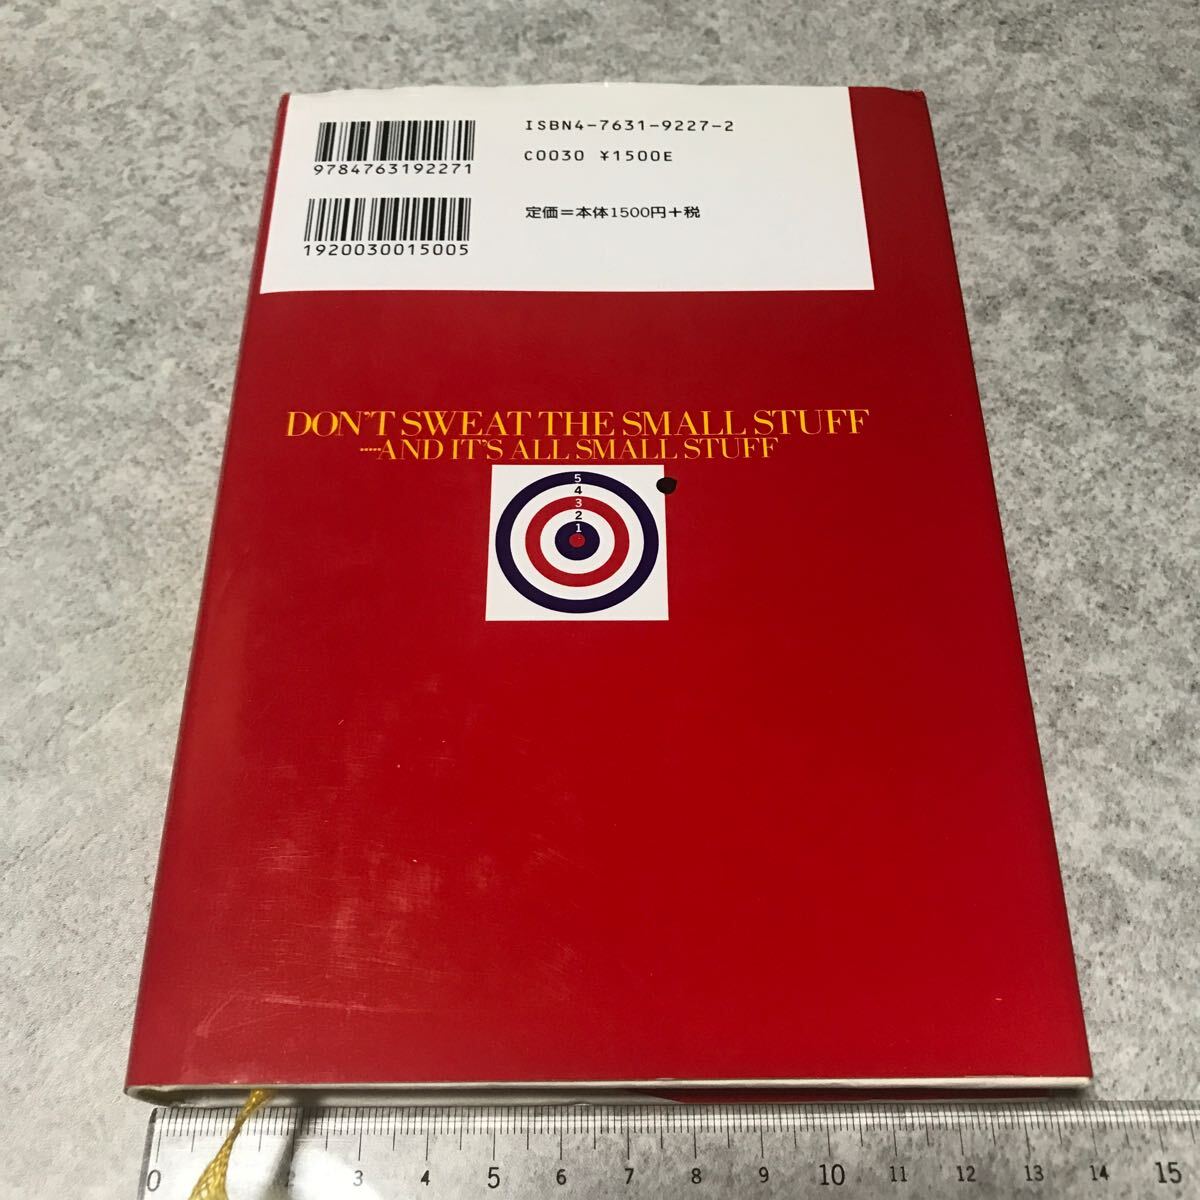 ISBN4-7631-9227-2
C0030 ¥1500E
定価＝本体1500円＋税
9784763192271
1920030015005
DON'T SWEAT THE SMALL STUFF
·····AND IT'S ALL SMALL STUFF
5
4
3
2
1
0 2 3 4 5 6 7 8 9 10 11 12 13 14 15